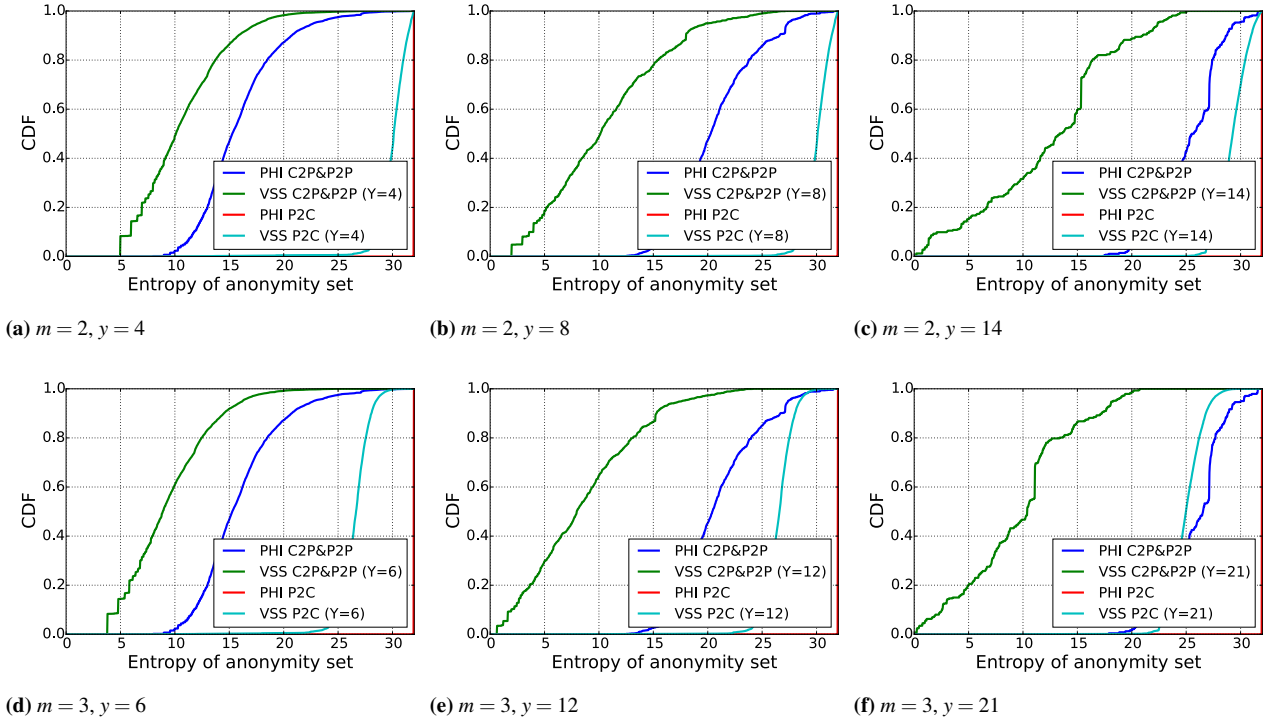 1.0
0.8
0.6
0.4
0.2
0.0
CDF
0 5 10 15 20 25 30
Entropy of anonymity set
PHI C2P&P2P
VSS C2P&P2P (Y=4)
PHI P2C
VSS P2C (Y=4)
(a) m = 2, y = 4
1.0
0.8
0.6
0.4
0.2
0.0
CDF
0 5 10 15 20 25 30
Entropy of anonymity set
PHI C2P&P2P
VSS C2P&P2P (Y=8)
PHI P2C
VSS P2C (Y=8)
(b) m = 2, y = 8
1.0
0.8
0.6
0.4
0.2
0.0
CDF
0 5 10 15 20 25 30
Entropy of anonymity set
PHI C2P&P2P
VSS C2P&P2P (Y=14)
PHI P2C
VSS P2C (Y=14)
(c) m = 2, y = 14
1.0
0.8
0.6
0.4
0.2
0.0
CDF
0 5 10 15 20 25 30
Entropy of anonymity set
PHI C2P&P2P
VSS C2P&P2P (Y=6)
PHI P2C
VSS P2C (Y=6)
(d) m = 3, y = 6
1.0
0.8
0.6
0.4
0.2
0.0
CDF
0 5 10 15 20 25 30
Entropy of anonymity set
PHI C2P&P2P
VSS C2P&P2P (Y=12)
PHI P2C
VSS P2C (Y=12)
(e) m = 3, y = 12
1.0
0.8
0.6
0.4
0.2
0.0
CDF
0 5 10 15 20 25 30
Entropy of anonymity set
PHI C2P&P2P
VSS C2P&P2P (Y=21)
PHI P2C
VSS P2C (Y=21)
(f) m = 3, y = 21